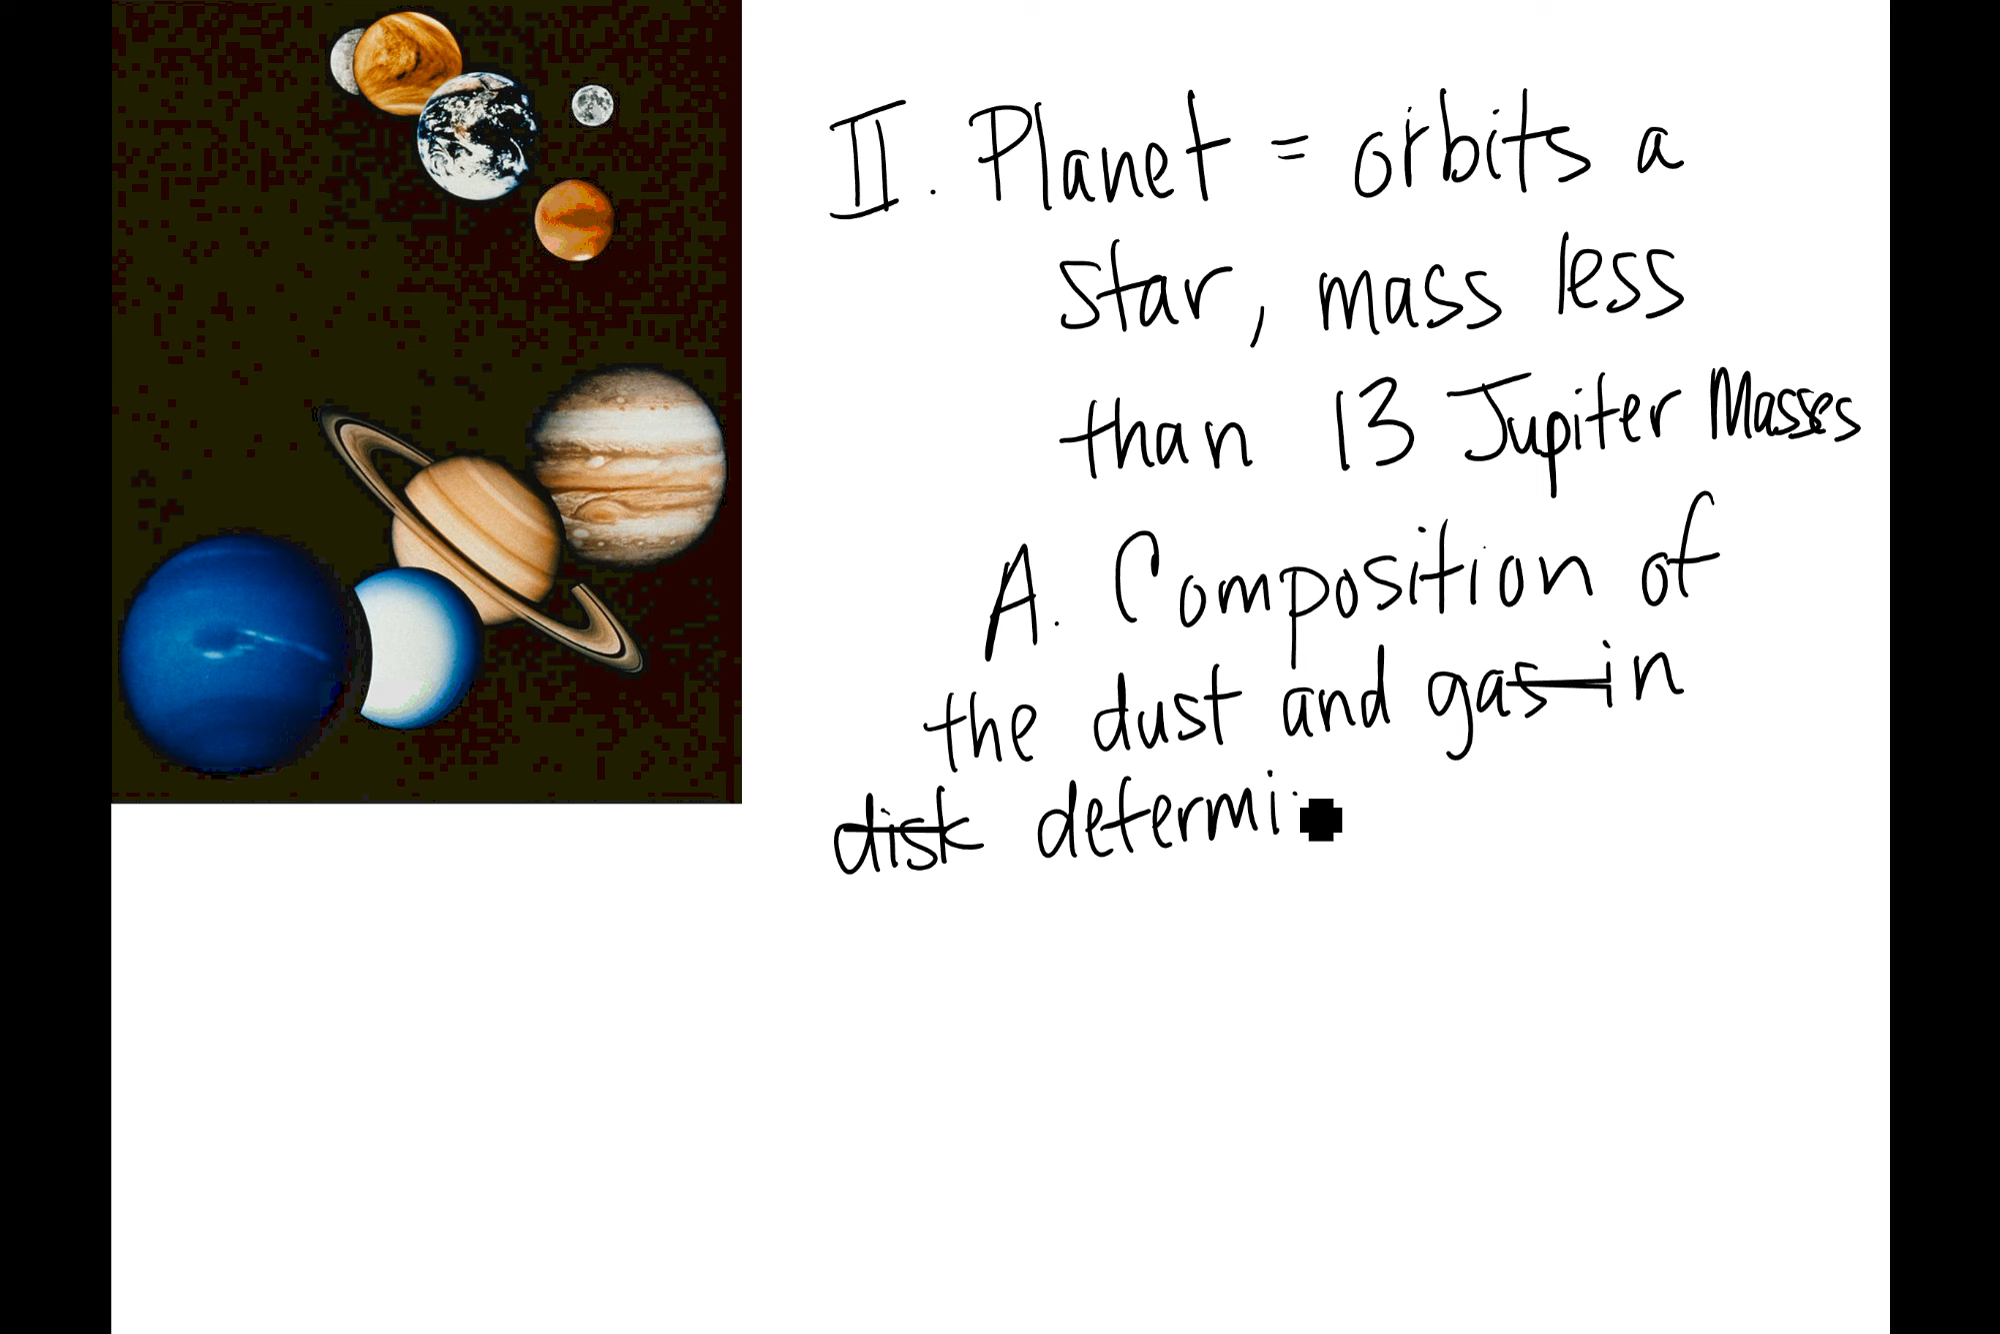 II. Planet = orbits a
star, mass less
than 13 Jupiter Masses
A. Composition of
the dust and gas in
disk determi